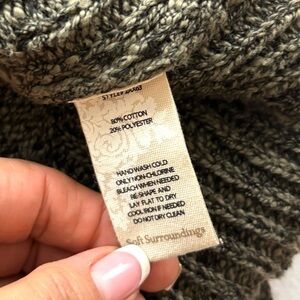 80% COTTON
20% POLYESTER
HAND WASH COLD
ONLY NON-CHLORINE
BLEACH WHEN NEEDED
RE-SHAPE AND
LAY FLAT TO DRY
COOL IRON IF NEEDED
DO NOT DRY CLEAN
Soft Surroundings